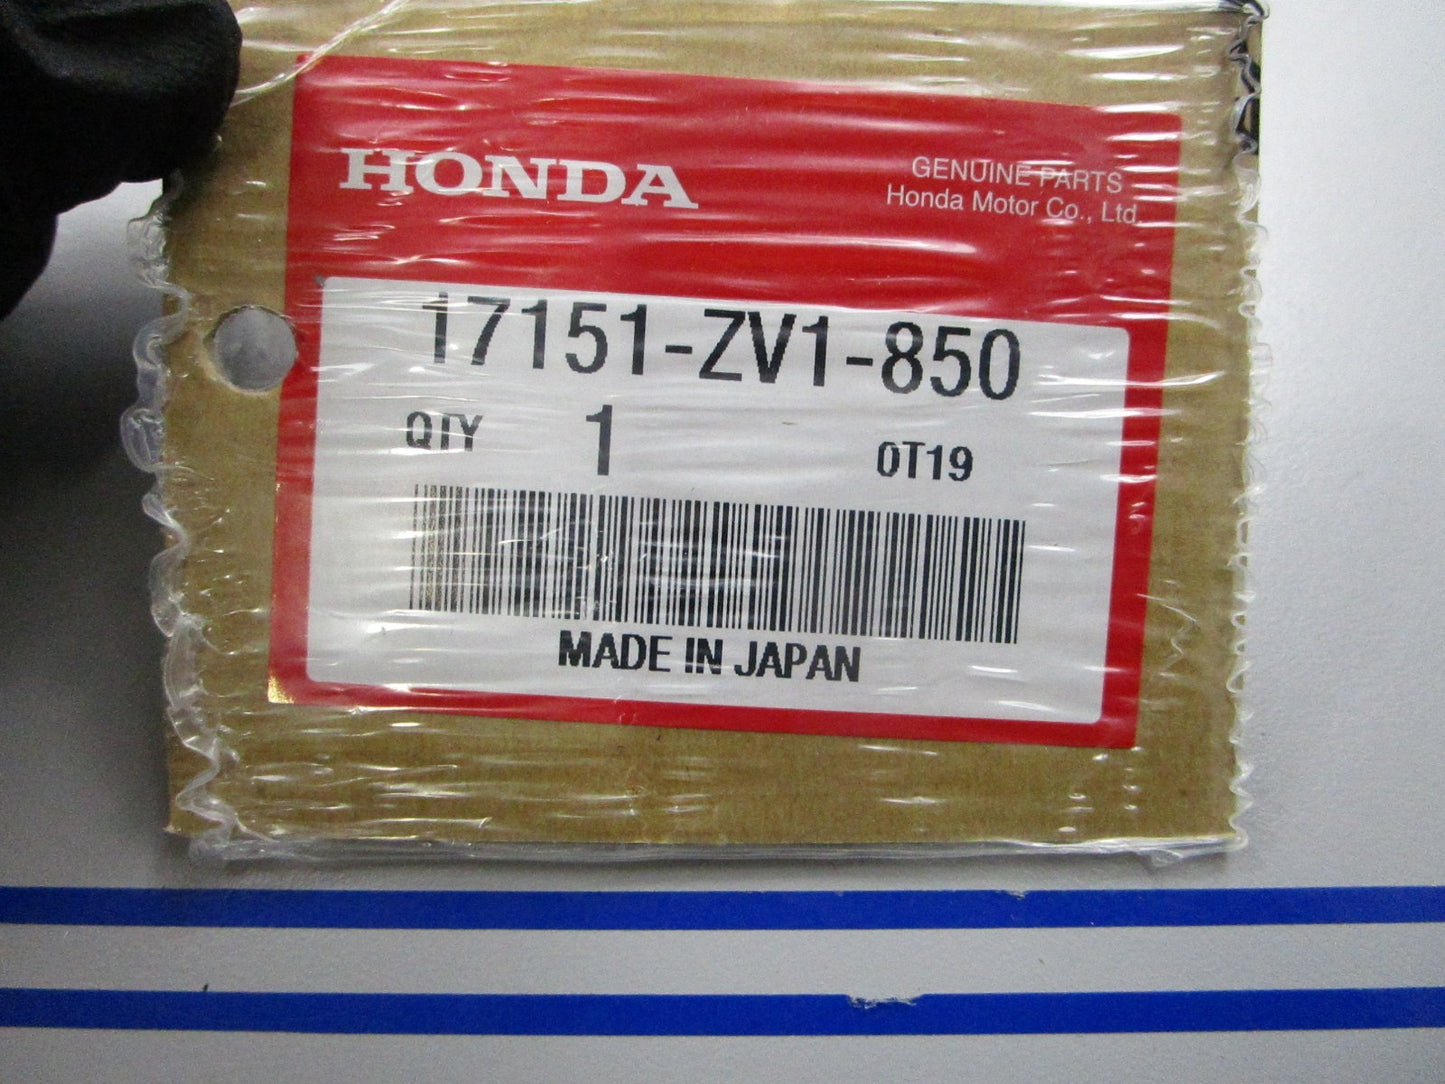 HONDA
GENUINE PARTS
Honda Motor Co., Ltd.
17151-ZV1-850
QTY 1 0T19
MADE IN JAPAN